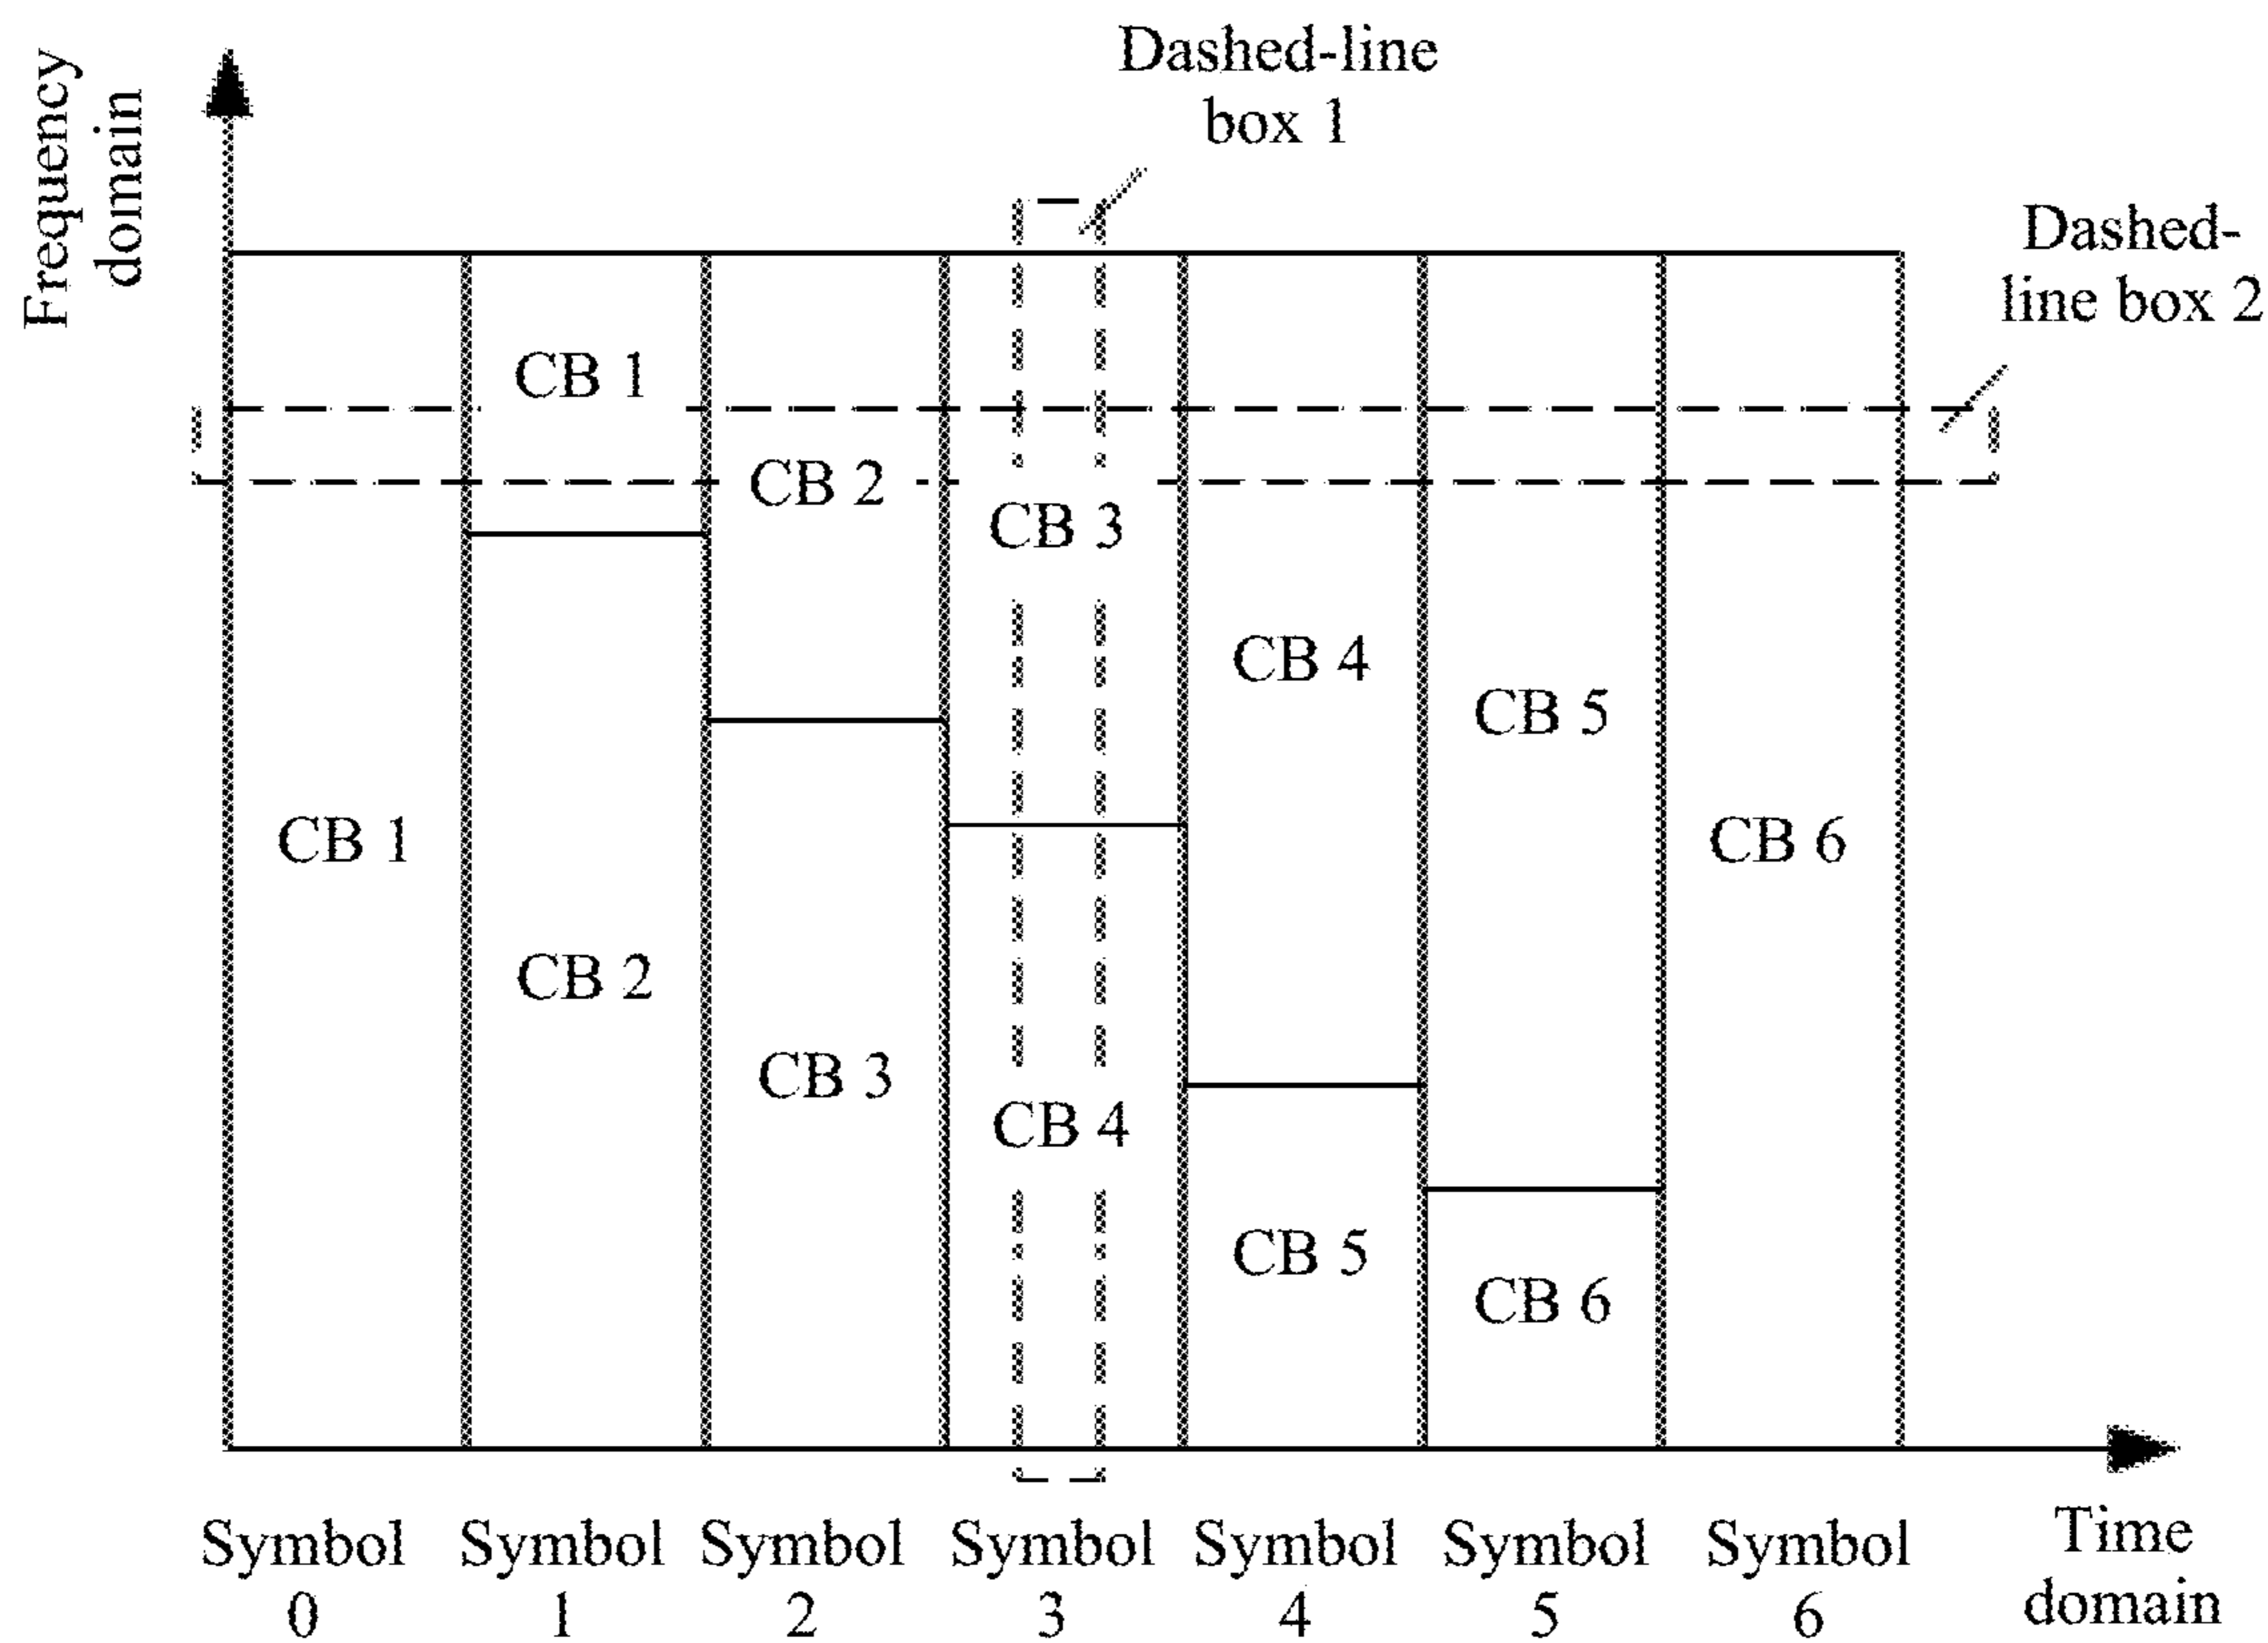 Frequency
domain
Dashed-line
box 1
Dashed-
line box 2
CB 1
CB 2
CB 3
CB 4
CB 5
CB 1
CB 6
CB 2
CB 3
CB 4
CB 5
CB 6
Symbol
0
Symbol
1
Symbol
2
Symbol
3
Symbol
4
Symbol
5
Symbol
6
Time
domain